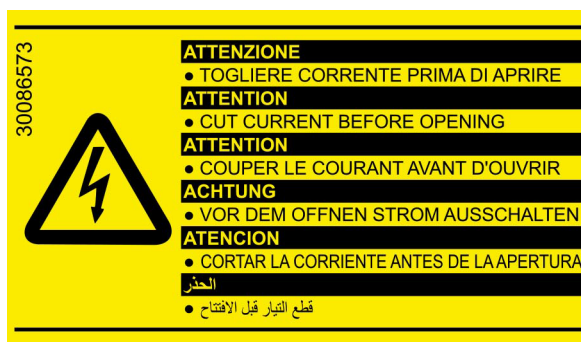 30086573
ATTENZIONE
● TOGLIERE CORRENTE PRIMA DI APRIRE
ATTENTION
● CUT CURRENT BEFORE OPENING
ATTENTION
● COUPER LE COURANT AVANT D'OUVRIR
ACHTUNG
● VOR DEM OFFNEN STROM AUSSCHALTEN
ATENCION
● CORTAR LA CORRIENTE ANTES DE LA APERTURA
الحذر
● قطع التيار قبل الافتتاح